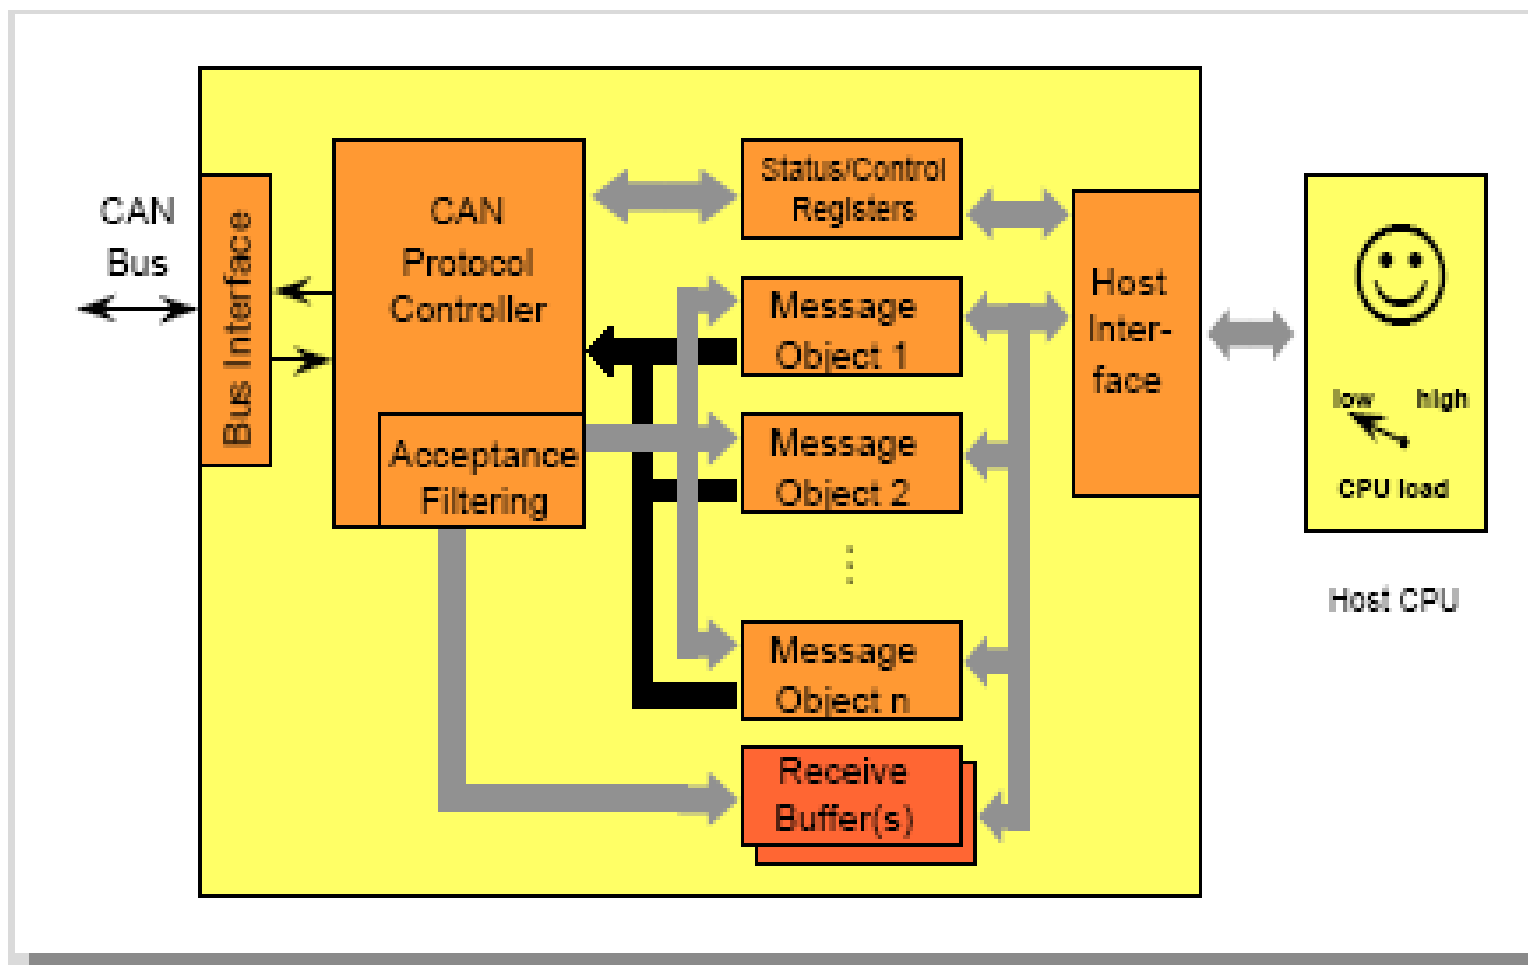 CAN
Bus
Bus Interface
CAN
Protocol
Controller
Acceptance
Filtering
Status/Control
Registers
Message
Object 1
Message
Object 2
⋮
Message
Object n
Receive
Buffer(s)
Host
Inter-
face
low high
CPU load
Host CPU